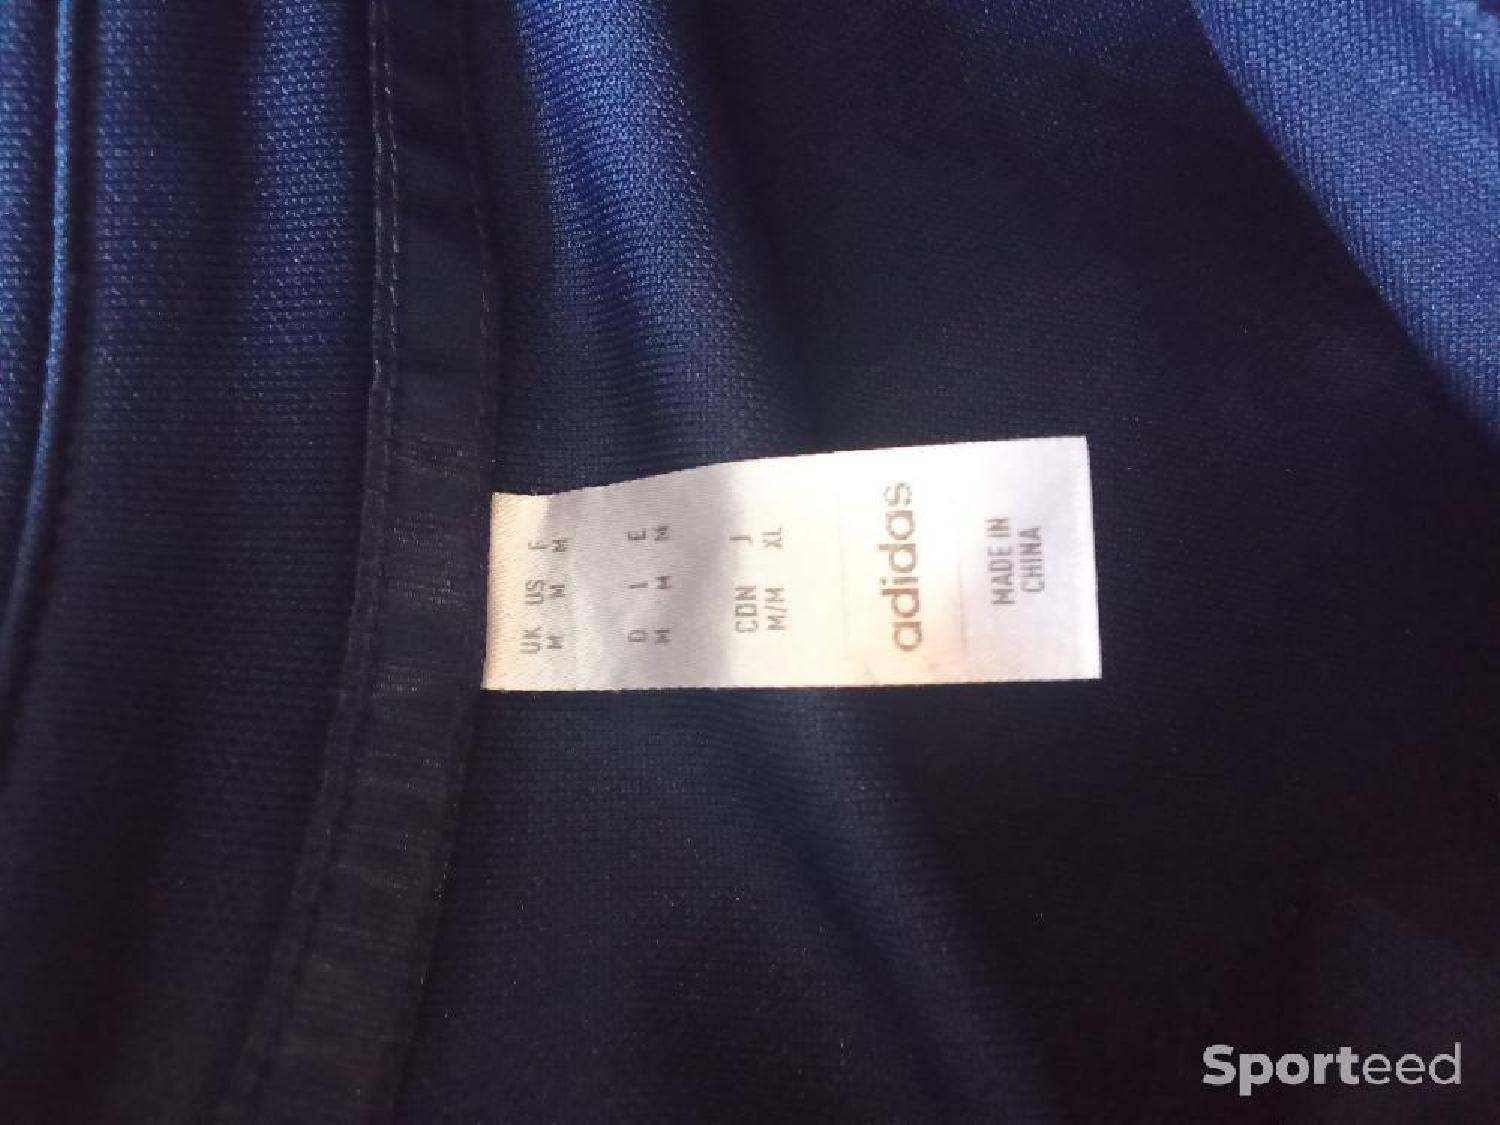 UK US F
M M M
D I E
M M M
CDN J
M/M XL
adidas
MADE IN
CHINA
Sporteed